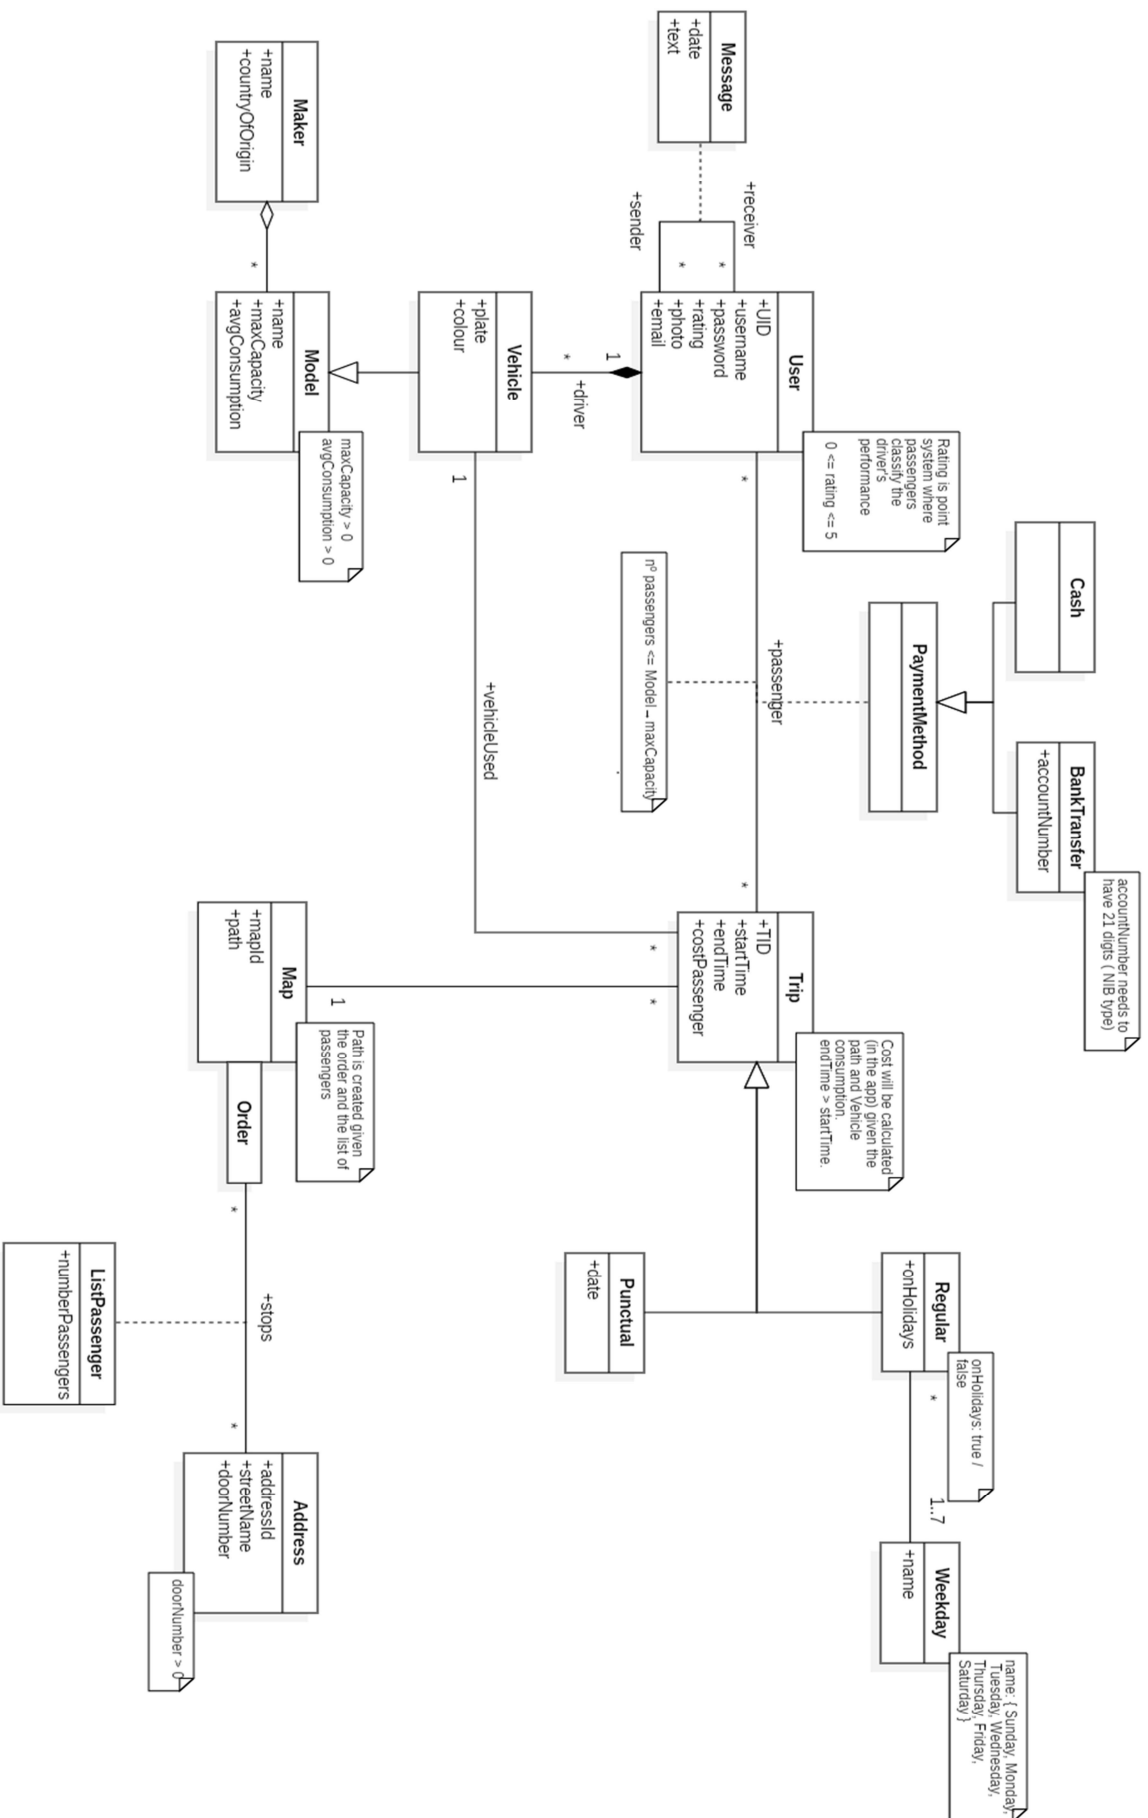 Message
+date
+text
+receiver
+sender
*
*
User
+UID
+username
+password
+rating
+photo
+email
Rating is point
system where
passengers
classify the
driver's
performance
0 <= rating <= 5
Cash
BankTransfer
+accountNumber
accountNumber needs to
have 21 digts ( NIB type)
PaymentMethod
*
+passenger
*
nº passengers <= Model – maxCapacity
Trip
+TID
+startTime
+endTime
+costPassenger
Cost will be calculated
(in the app) given the
path and Vehicle
consumption.
endTime > startTime.
Regular
+onHolidays
onHolidays: true /
false
*
1..7
Weekday
+name
name: { Sunday, Monday,
Tuesday, Wednesday,
Thursday, Friday,
Saturday }
Punctual
+date
1
*
+driver
Vehicle
+plate
+colour
1
+vehicleUsed
*
Maker
+name
+countryOfOrigin
*
Model
+name
+maxCapacity
+avgConsumption
maxCapacity > 0
avgConsumption > 0
*
1
Map
+mapId
+path
Path is created given
the order and the list of
passengers
Order
*
+stops
*
ListPassenger
+numberPassengers
Address
+addressId
+streetName
+doorNumber
doorNumber > 0